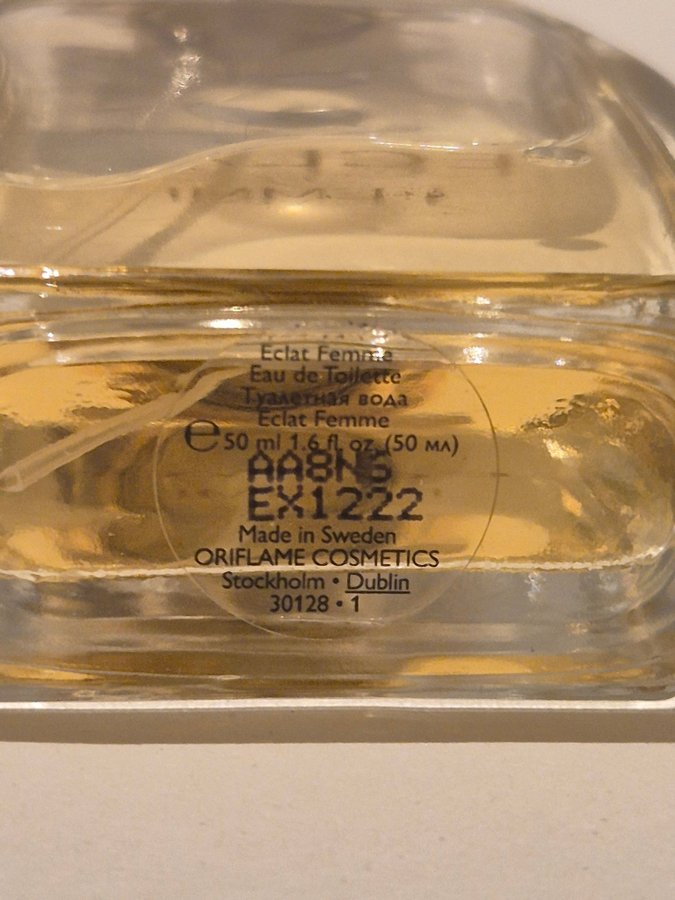 Eclat Femme
Eau de Toilette
Туалетная вода
Eclat Femme
℮ 50 ml 1.6 fl. oz. (50 мл)
AA8NG
EX1222
Made in Sweden
ORIFLAME COSMETICS
Stockholm • Dublin
30128 • 1